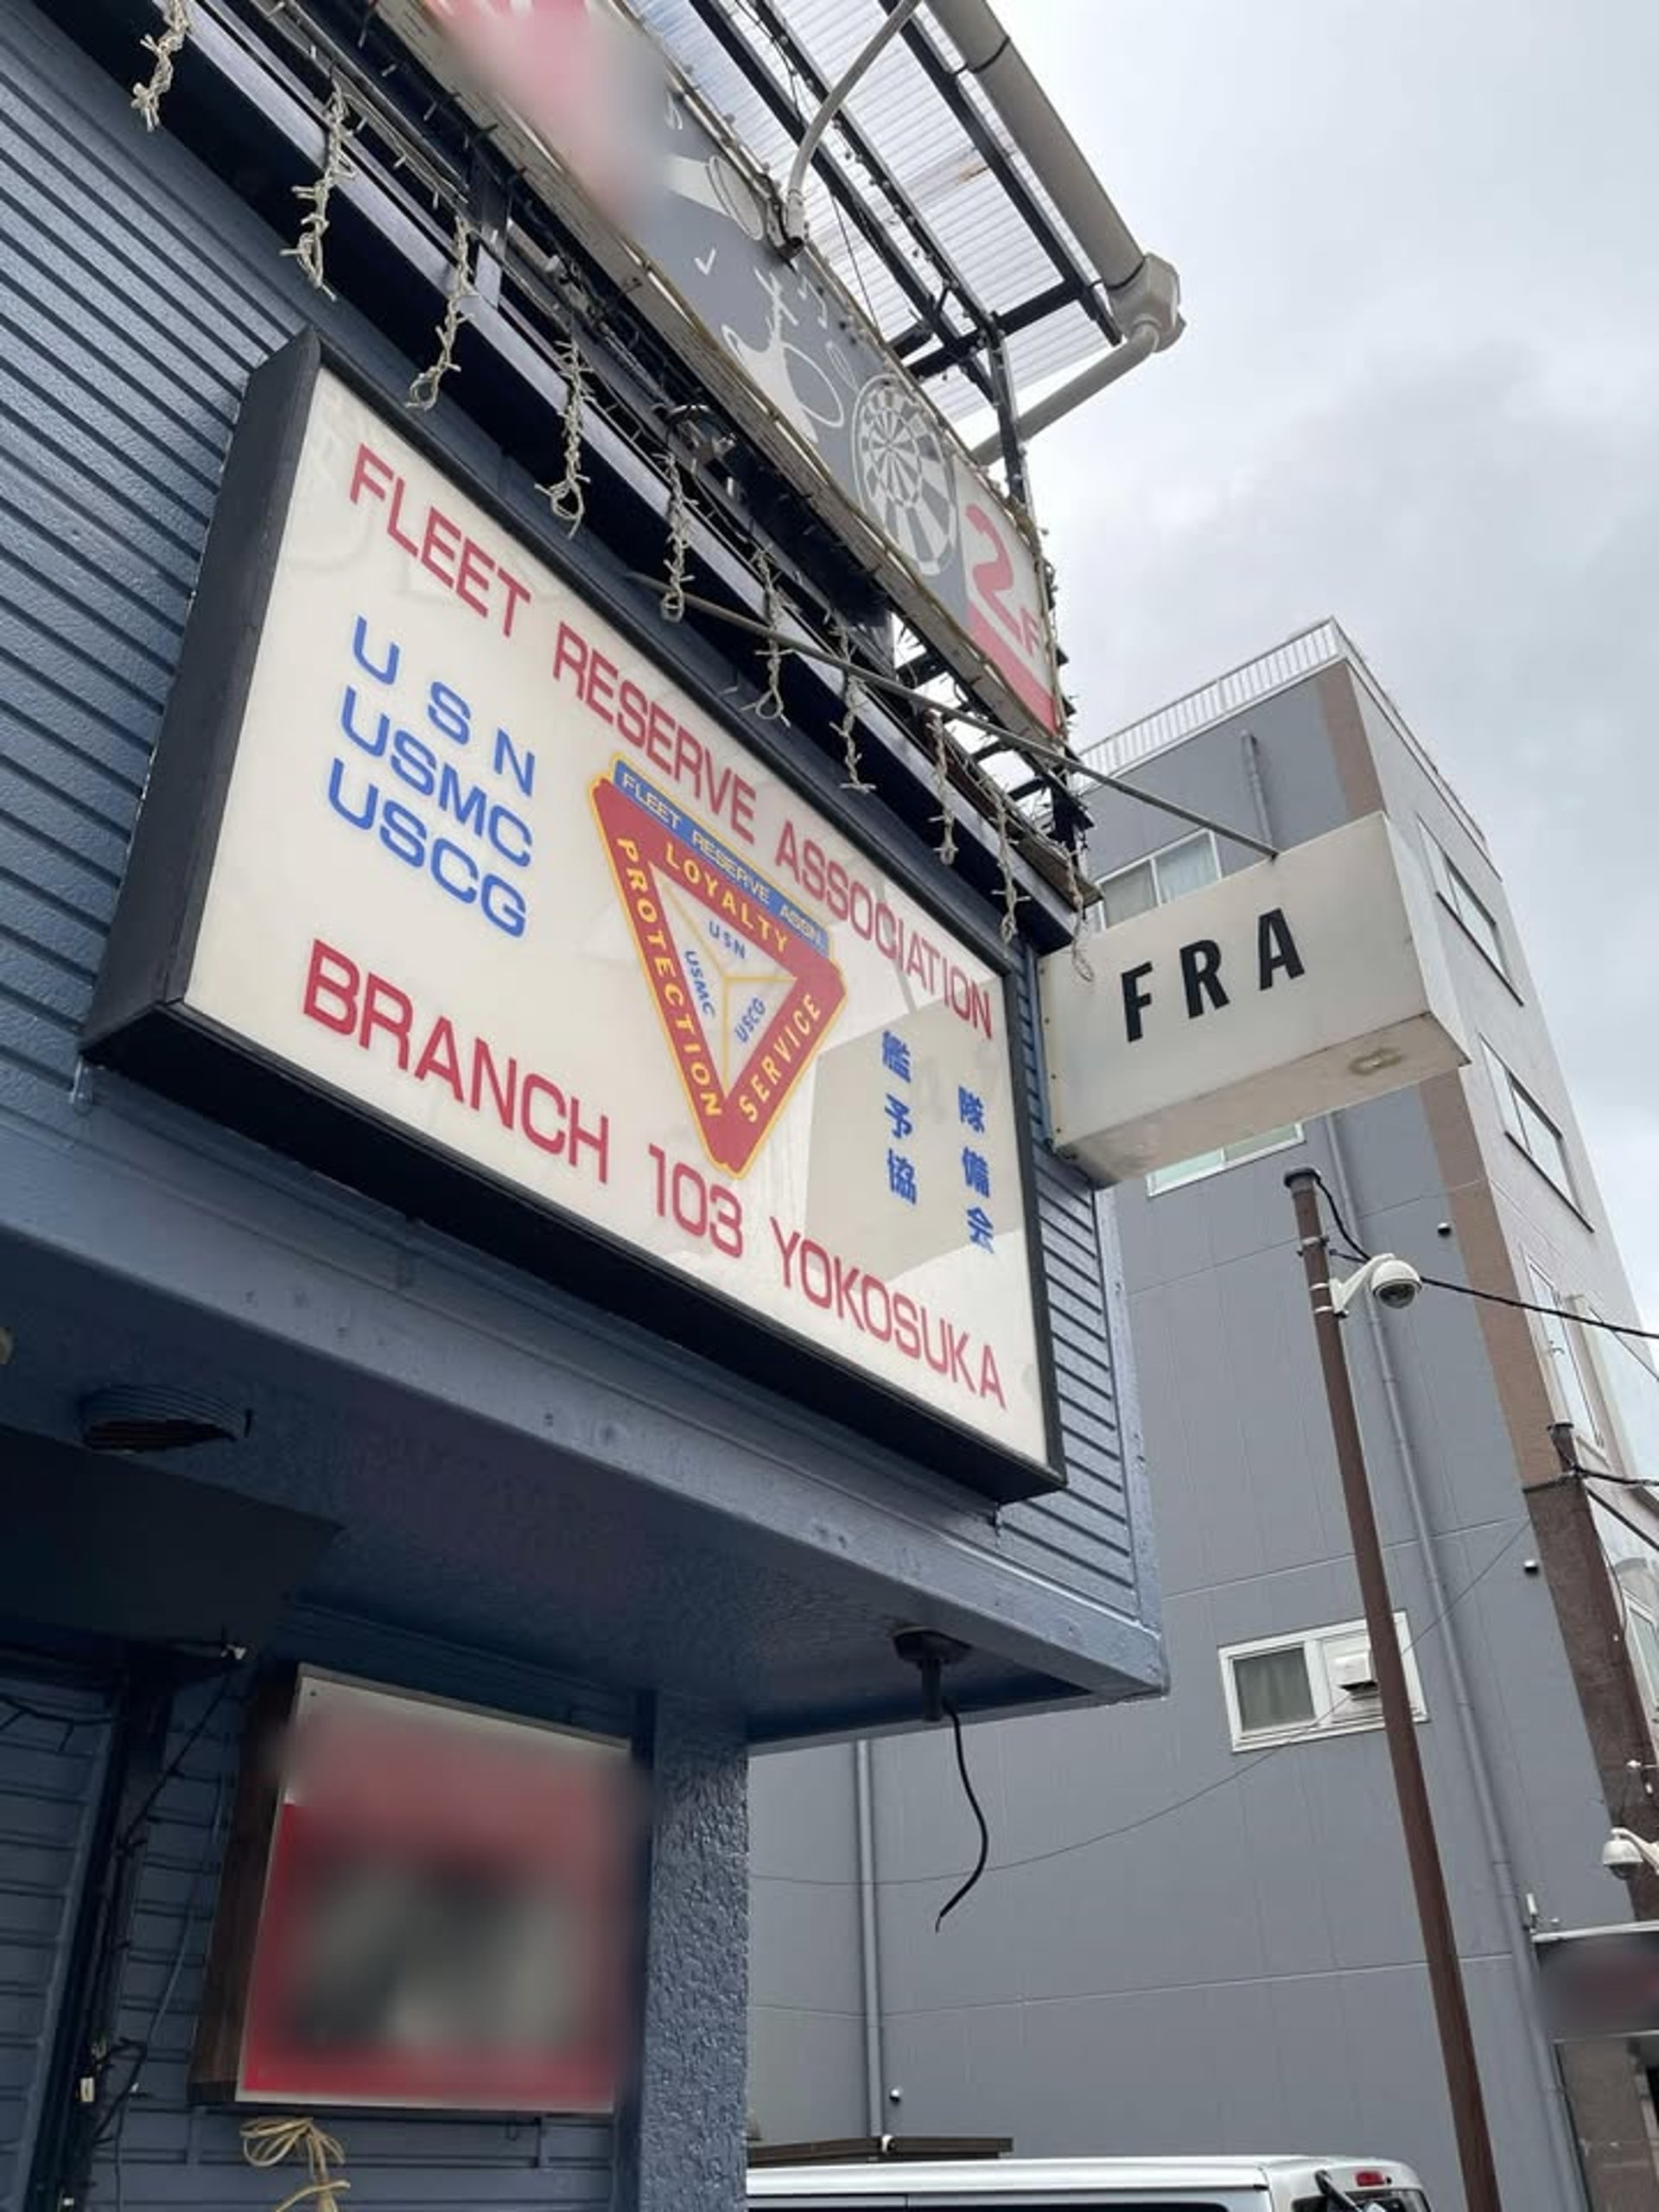 2F
FLEET RESERVE ASSOCIATION
U S N
USMC
USCG
FLEET RESERVE ASSN.
LOYALTY
PROTECTION
SERVICE
USN
USMC
USCG
艦隊
予備
協会
BRANCH 103 YOKOSUKA
FRA